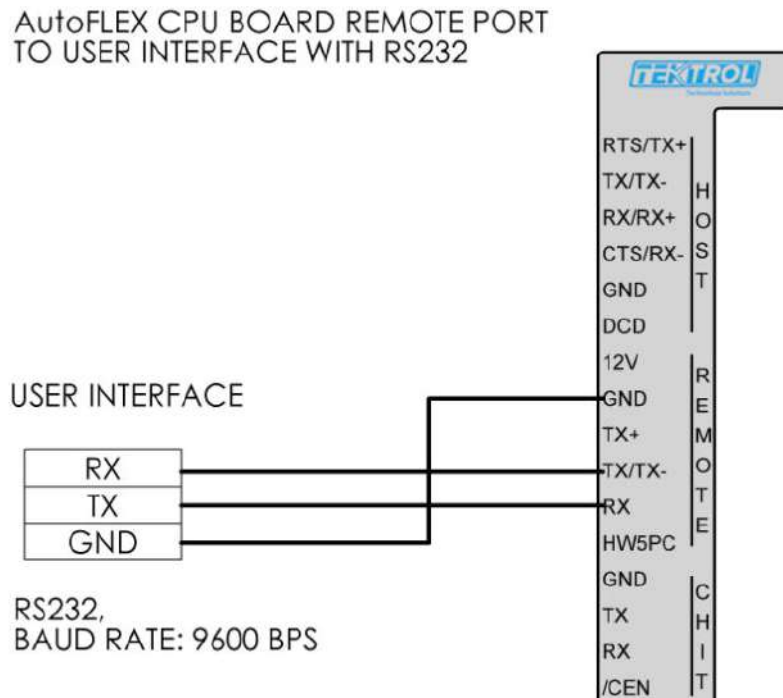 AutoFLEX CPU BOARD REMOTE PORT
TO USER INTERFACE WITH RS232
TEKTROL
Technology Solutions
RTS/TX+
TX/TX-
RX/RX+
CTS/RX-
GND
DCD
HOST
12V
GND
TX+
TX/TX-
RX
HW5PC
REMOTE
GND
TX
RX
/CEN
CHIT
USER INTERFACE
RX
TX
GND
RS232,
BAUD RATE: 9600 BPS